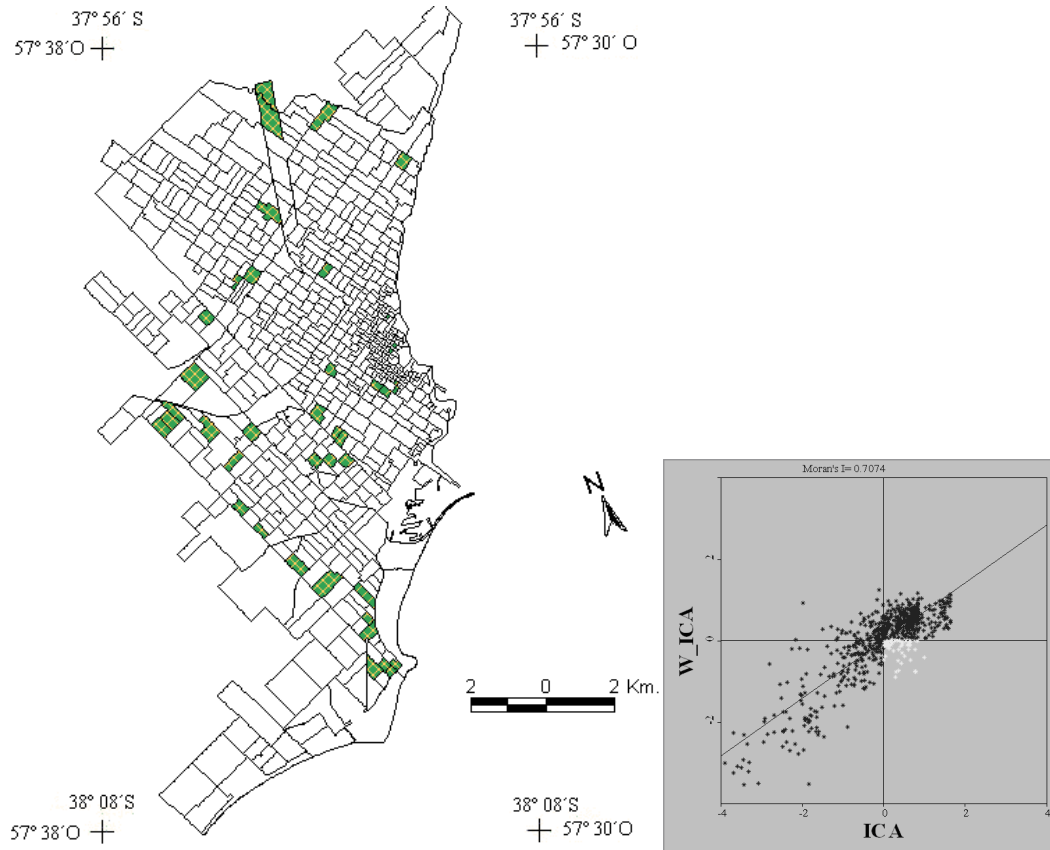 37° 56´ S
57° 38´O
37° 56´ S
57° 30´ O
N
2 0 2 Km.
38° 08´S
57° 38´O
38° 08´S
57° 30´O
Moran's I= 0.7074
2
0
-2
W_ICA
-4 -2 0 2 4
ICA